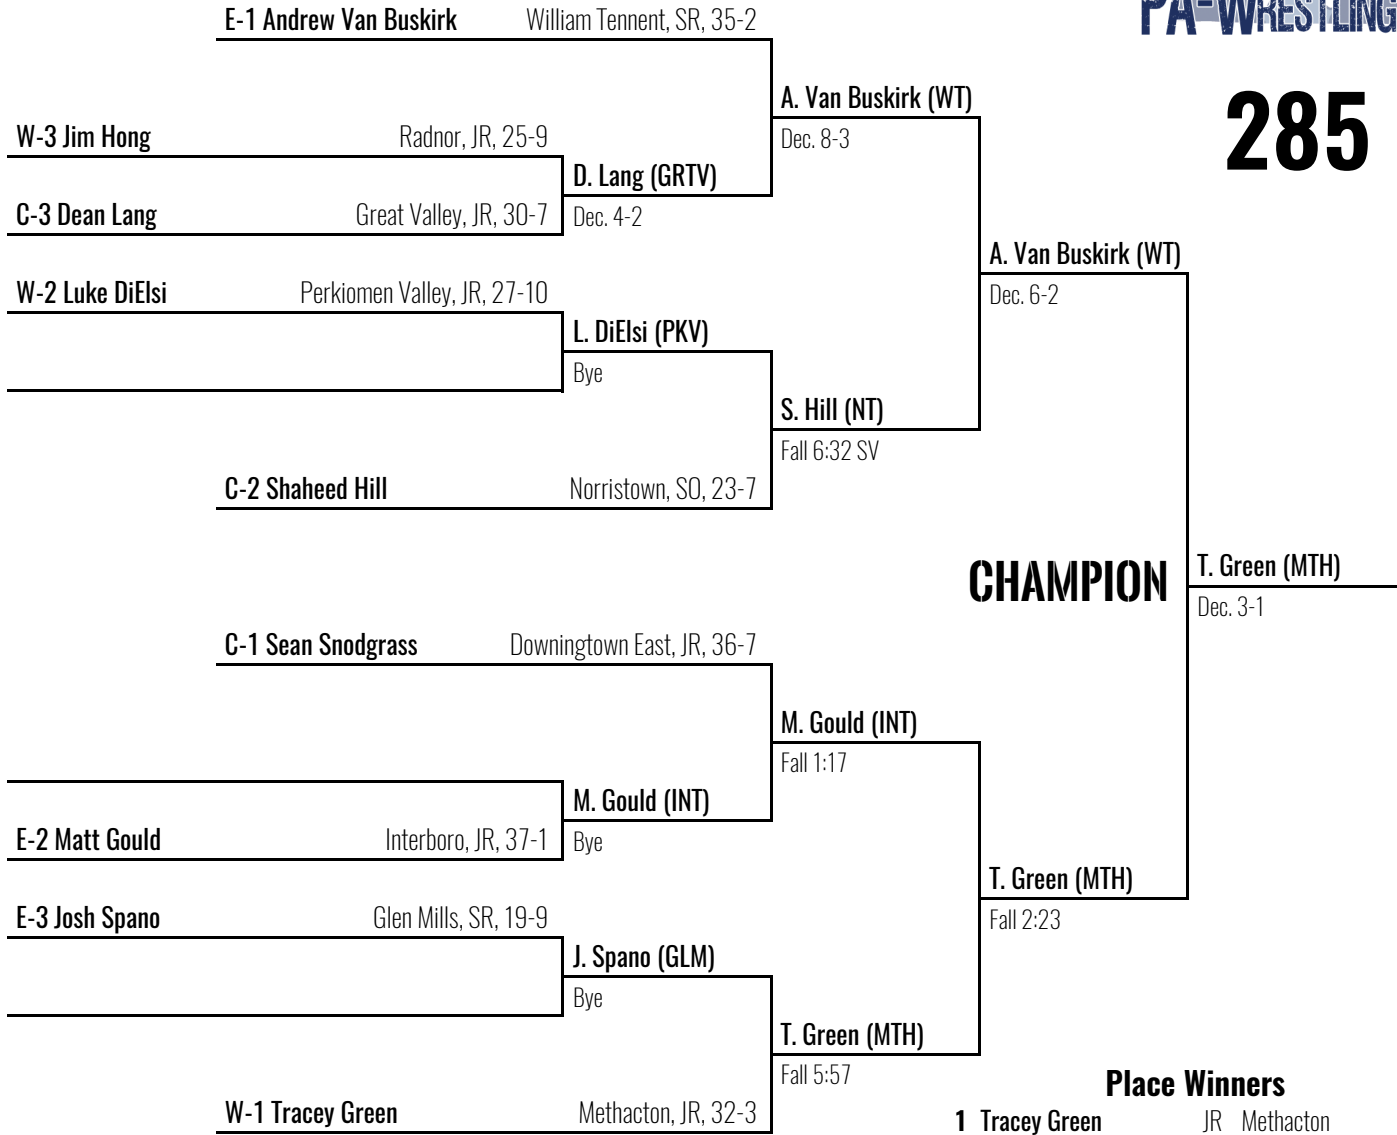 PA-WRESTLING
285
E-1 Andrew Van Buskirk William Tennent, SR, 35-2
A. Van Buskirk (WT)
Dec. 8-3
W-3 Jim Hong Radnor, JR, 25-9
D. Lang (GRTV)
Dec. 4-2
C-3 Dean Lang Great Valley, JR, 30-7
A. Van Buskirk (WT)
Dec. 6-2
W-2 Luke DiElsi Perkiomen Valley, JR, 27-10
L. DiElsi (PKV)
Bye
S. Hill (NT)
Fall 6:32 SV
C-2 Shaheed Hill Norristown, SO, 23-7
CHAMPION
T. Green (MTH)
Dec. 3-1
C-1 Sean Snodgrass Downingtown East, JR, 36-7
M. Gould (INT)
Fall 1:17
M. Gould (INT)
Bye
E-2 Matt Gould Interboro, JR, 37-1
T. Green (MTH)
Fall 2:23
E-3 Josh Spano Glen Mills, SR, 19-9
J. Spano (GLM)
Bye
T. Green (MTH)
Fall 5:57
W-1 Tracey Green Methacton, JR, 32-3
Place Winners
1 Tracey Green JR Methacton